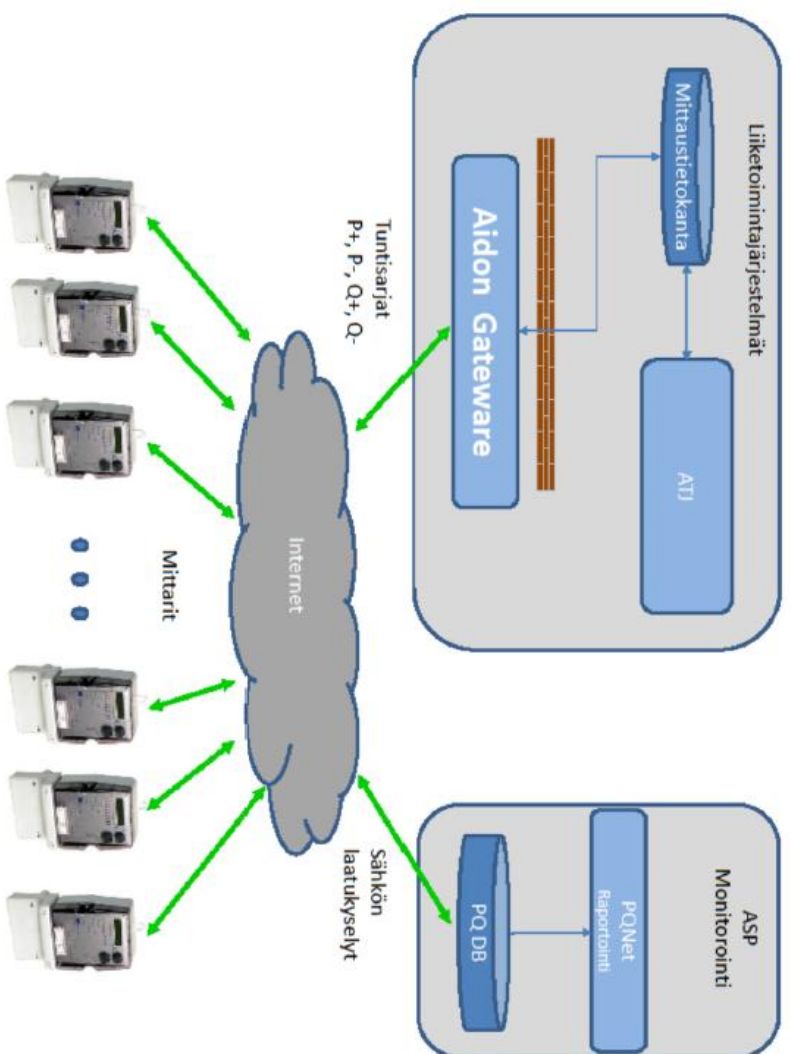 Liiketoimintajärjestelmät
Mittaustietokanta
ATJ
Aidon Gateware
ASP
Monitorointi
PQNet
Raportointi
PQ DB
Tuntisarjat
P+, P-, Q+, Q-
Sähkön
laatukyselyt
Internet
Mittarit